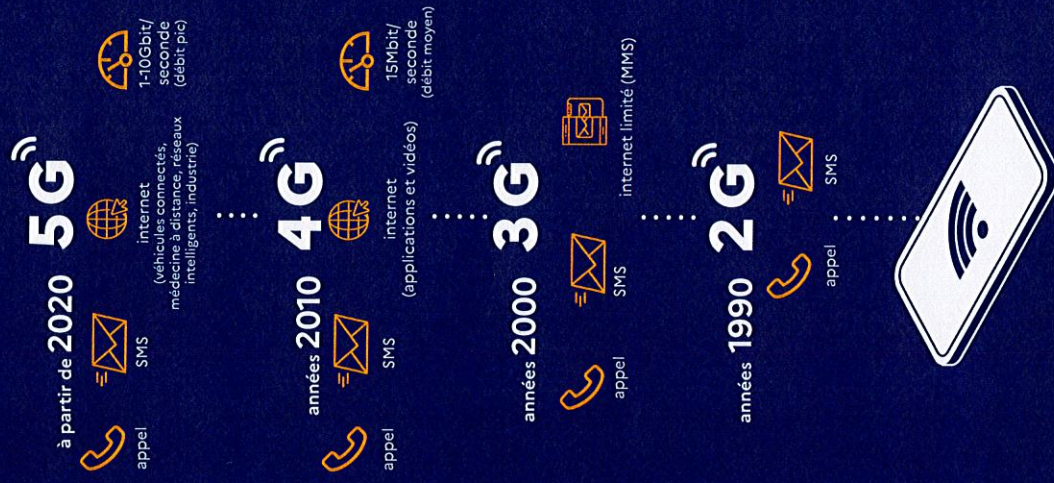 à partir de 2020 5G
appel
SMS
internet
(véhicules connectés,
médecine à distance, réseaux
intelligents, industrie)
1-10Gbit/
seconde
(débit pic)
années 2010 4G
appel
SMS
internet
(applications et vidéos)
15Mbit/
seconde
(débit moyen)
années 2000 3G
appel
SMS
internet limité (MMS)
années 1990 2G
appel
SMS